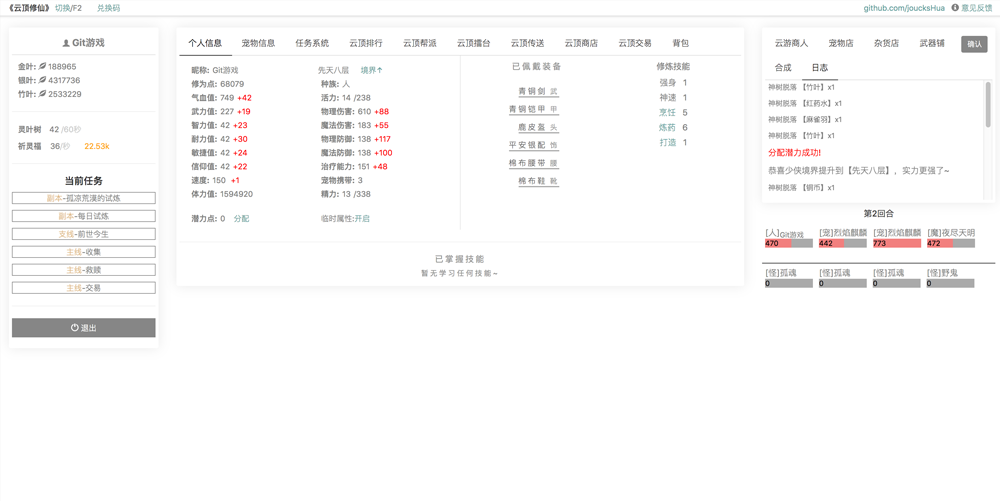 《云顶修仙》 切换/F2 兑换码
github.com/joucksHua 意见反馈
Git游戏
金叶: 188965
银叶: 4317736
竹叶: 2533229
灵叶树 42 /60秒
祈灵福 36/秒 22.53k
当前任务
副本-孤凉荒漠的试炼
副本-每日试炼
支线-前世今生
主线-收集
主线-救赎
主线-交易
退出
个人信息 宠物信息 任务系统 云顶排行 云顶帮派 云顶擂台 云顶传送 云顶商店 云顶交易 背包
昵称: Git游戏 先天八层 境界↑
修为点: 68079 种族: 人
气血值: 749 +42 活力: 14 /238
武力值: 227 +19 物理伤害: 610 +88
智力值: 42 +23 魔法伤害: 183 +55
耐力值: 42 +30 物理防御: 138 +117
敏捷值: 42 +24 魔法防御: 138 +100
信仰值: 42 +22 治疗能力: 151 +48
速度: 150 +1 宠物携带: 3
体力值: 1594920 精力: 13 /338
潜力点: 0 分配 临时属性:开启
已佩戴装备
青铜剑 武
青铜铠甲 甲
鹿皮盔 头
平安银配 饰
棉布腰带 腰
棉布鞋 靴
修炼技能
强身 1
神速 1
烹饪 5
炼药 6
打造 1
已掌握技能
暂无学习任何技能~
云游商人 宠物店 杂货店 武器铺 确认
合成 日志
神树脱落 【竹叶】x1
神树脱落 【红药水】x1
神树脱落 【麻雀羽】x1
神树脱落 【竹叶】x1
分配潜力成功!
恭喜少侠境界提升到【先天八层】，实力更强了~
神树脱落 【铜币】x1
第2回合
[人]Git游戏 [宠]烈焰麒麟 [宠]烈焰麒麟 [魔]夜尽天明
470 442 773 472
[怪]孤魂 [怪]孤魂 [怪]孤魂 [怪]野鬼
0 0 0 0